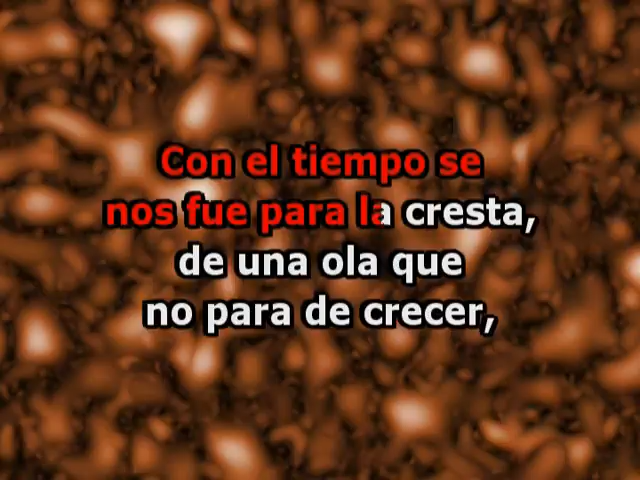 Con el tiempo se
nos fue para la cresta,
de una ola que
no para de crecer,